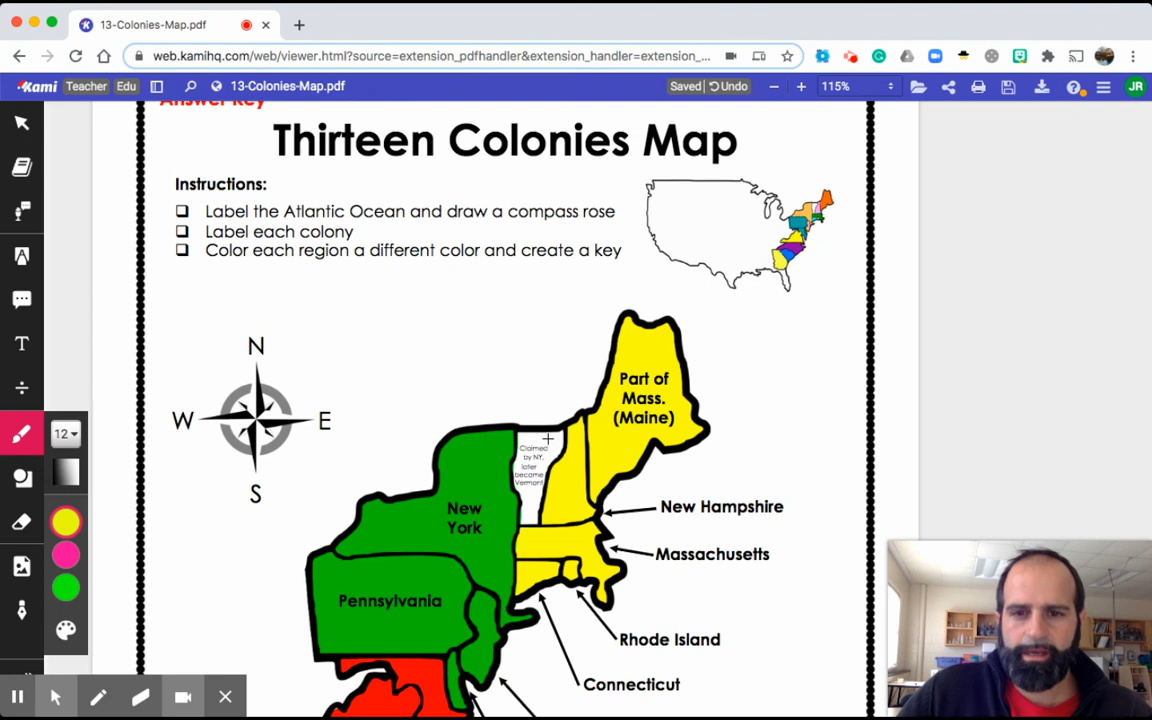 13-Colonies-Map.pdf
web.kamihq.com/web/viewer.html?source=extension_pdfhandler&extension_handler=extension_...
Kami Teacher Edu 13-Colonies-Map.pdf Saved Undo 115% JR
Answer Key
Thirteen Colonies Map
Instructions:
Label the Atlantic Ocean and draw a compass rose
Label each colony
Color each region a different color and create a key
N
W E
S
Part of
Mass.
(Maine)
Claimed
by NY,
later
became
Vermont
New
York
New Hampshire
Massachusetts
Pennsylvania
Rhode Island
Connecticut
T
12